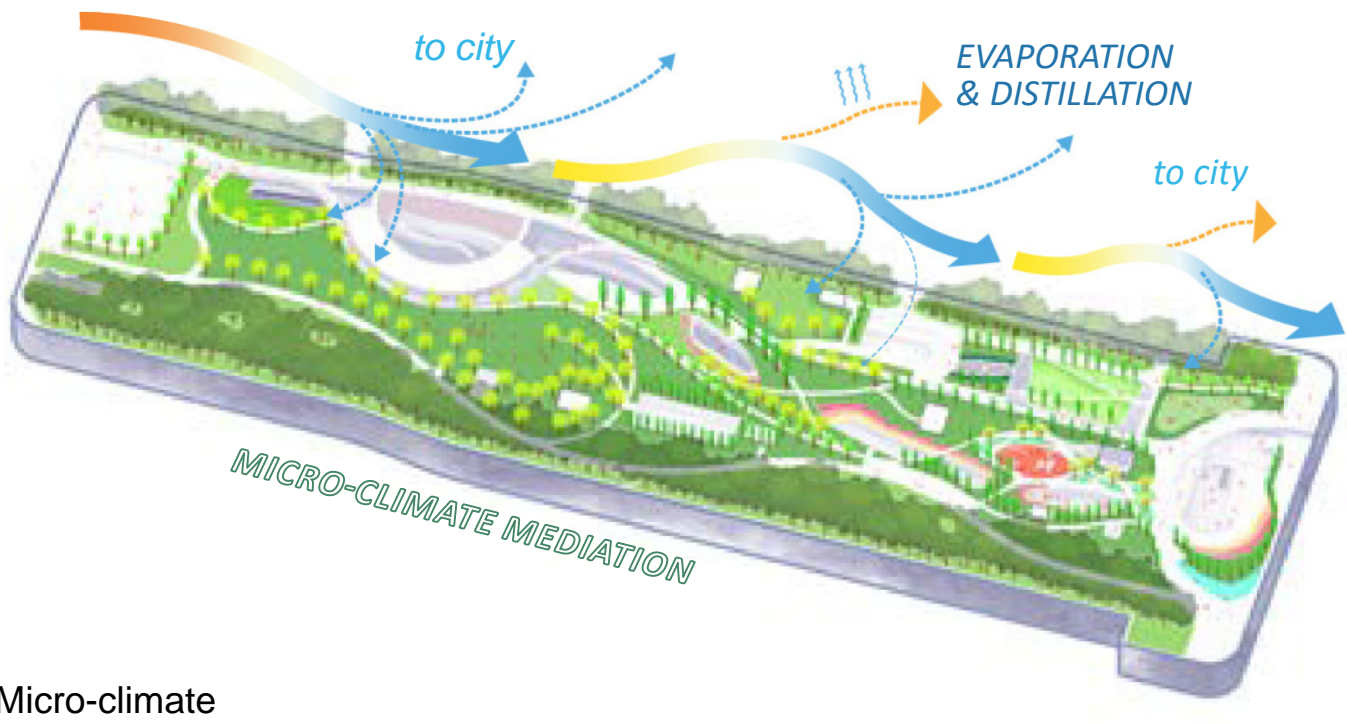 to city
EVAPORATION
& DISTILLATION
to city
MICRO-CLIMATE MEDIATION
Micro-climate